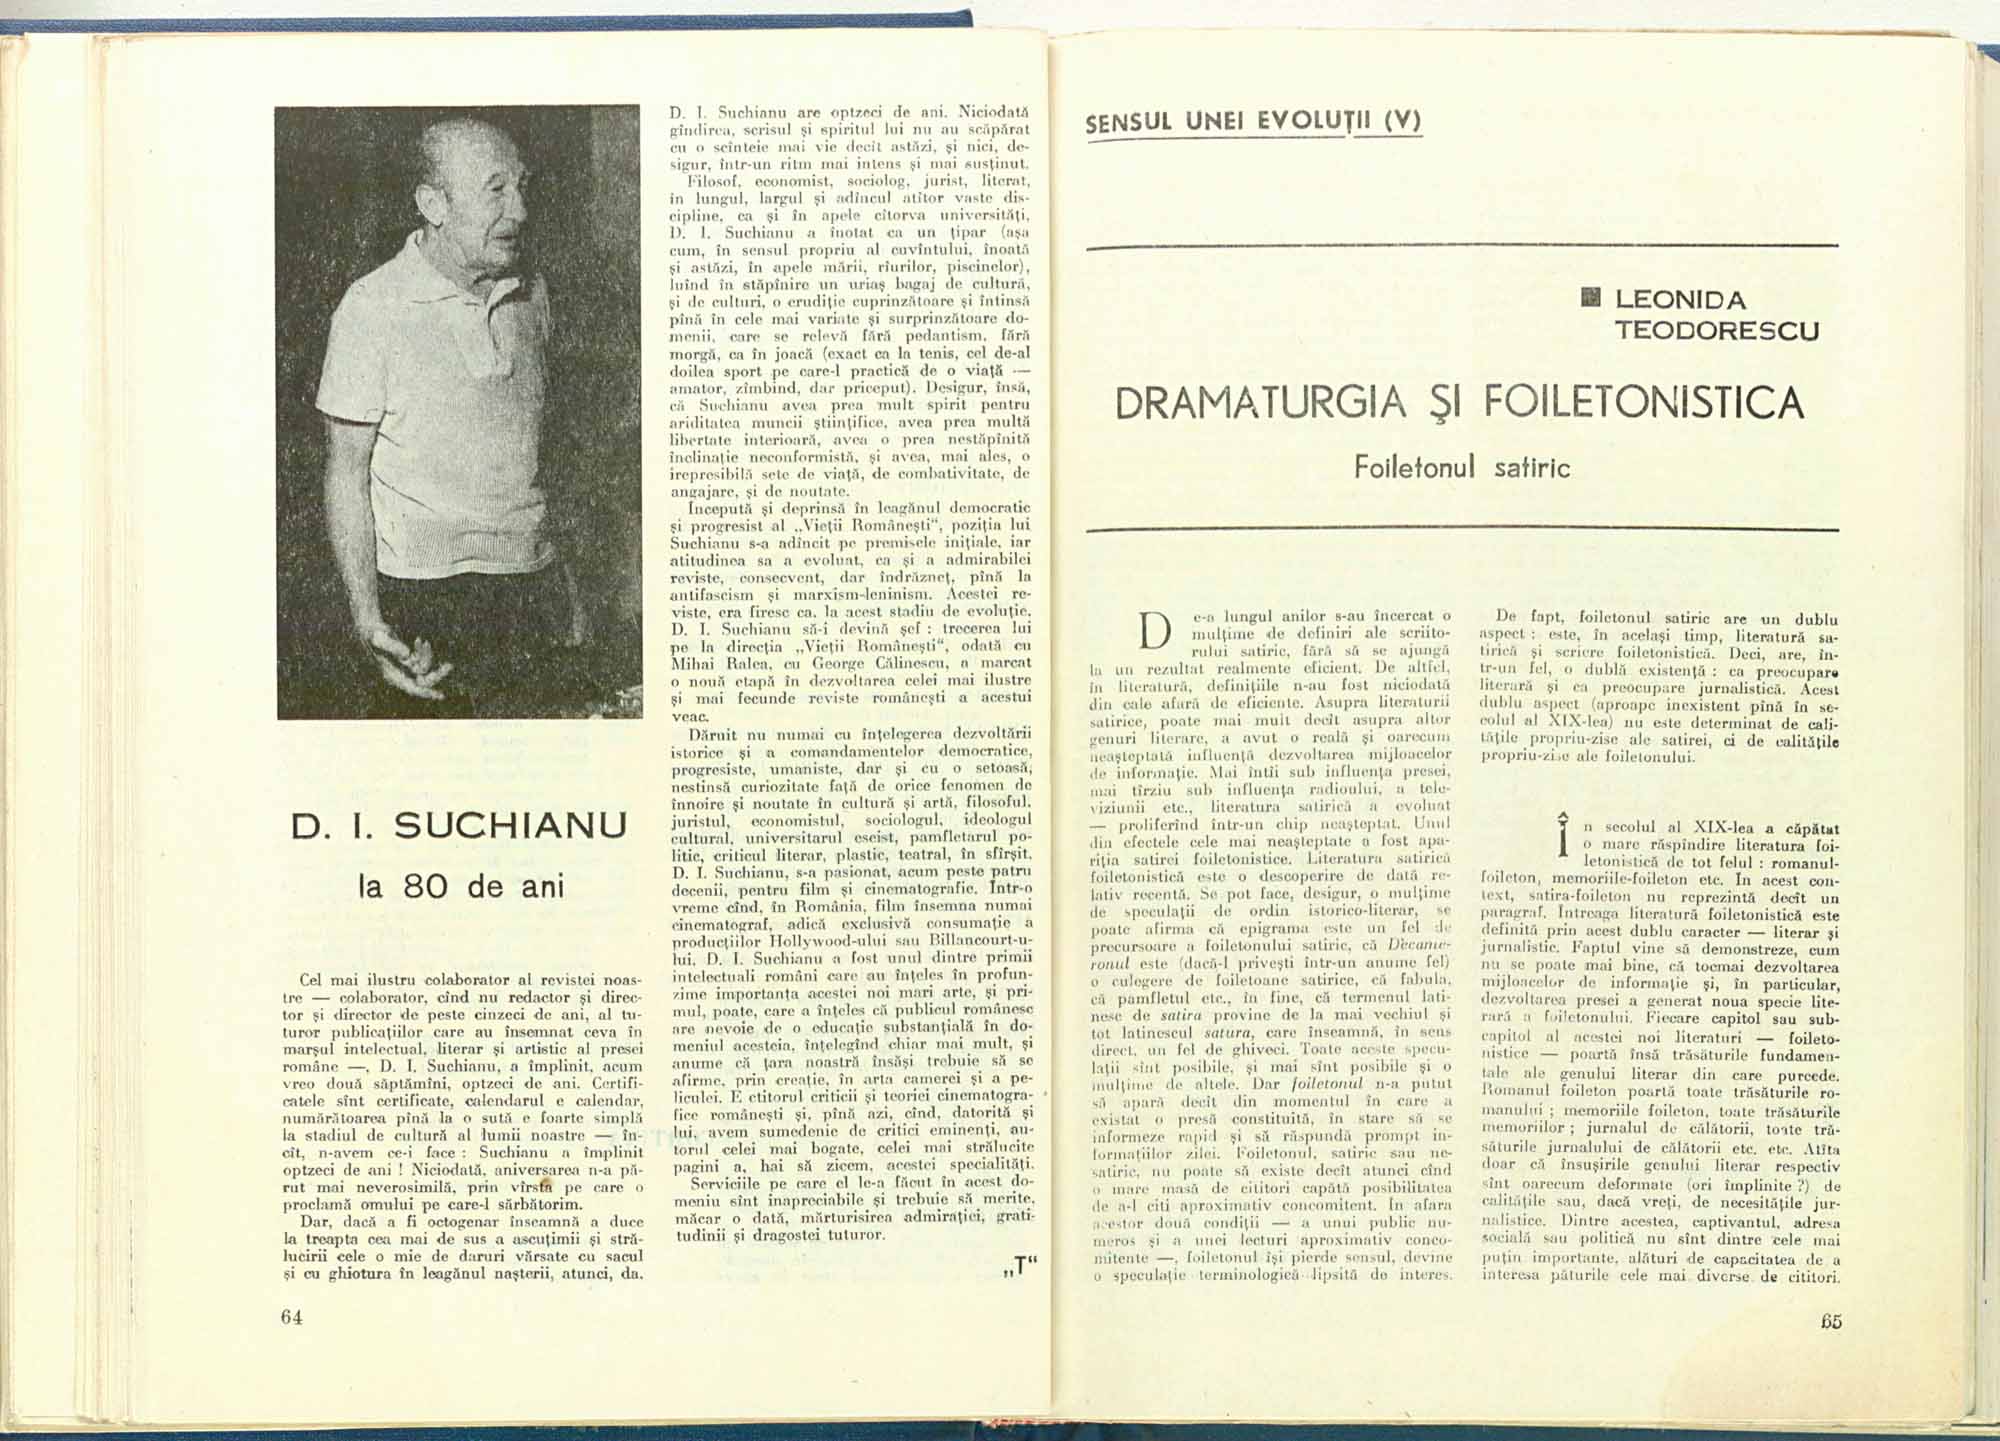 D. I. SUCHIANU
la 80 de ani
Cel mai ilustru colaborator al revistei noas-
tre — colaborator, cînd nu redactor și direc-
tor și director de peste cinzeci de ani, al tu-
turor publicațiilor care au însemnat ceva în
marșul intelectual, literar și artistic al presei
române —, D. I. Suchianu, a împlinit, acum
vreo două săptămîni, optzeci de ani. Certifi-
catele sînt certificate, calendarul e calendar,
numărătoarea pînă la o sută e foarte simplă
la stadiul de cultură al lumii noastre — în-
cît, n-avem ce-i face : Suchianu a împlinit
optzeci de ani ! Niciodată, aniversarea n-a pă-
rut mai neverosimilă, prin vîrsta pe care o
proclamă omului pe care-l sărbătorim.
Dar, dacă a fi octogenar înseamnă a duce
la treapta cea mai de sus a ascuțimii și stră-
lucirii cele o mie de daruri vărsate cu sacul
și cu ghiotura în leagănul nașterii, atunci, da,
D. I. Suchianu are optzeci de ani. Niciodată
gîndirea, scrisul și spiritul lui nu au scăpărat
cu o scînteie mai vie decît astăzi, și nici, de-
sigur, într-un ritm mai intens și mai susținut.
Filosof, economist, sociolog, jurist, literat,
în lungul, largul și adîncul atîtor vaste dis-
cipline, ca și în apele cîtorva universități,
D. I. Suchianu a înotat ca un țipar (așa
cum, în sensul propriu al cuvîntului, înoată
și astăzi, în apele mării, rîurilor, piscinelor),
luînd în stăpînire un uriaș bagaj de cultură,
și de culturi, o erudiție cuprinzătoare și întinsă
pînă în cele mai variate și surprinzătoare do-
menii, care se relevă fără pedantism, fără
morgă, ca în joacă (exact ca la tenis, cel de-al
doilea sport pe care-l practică de o viață —
amator, zîmbind, dar priceput). Desigur, însă,
că Suchianu avea prea mult spirit pentru
ariditatea muncii științifice, avea prea multă
libertate interioară, avea o prea nestăpînită
înclinație neconformistă, și avea, mai ales, o
irepresibilă sete de viață, de combativitate, de
angajare, și de noutate.
Incepută și deprinsă în leagănul democratic
și progresist al „Vieții Românești“, poziția lui
Suchianu s-a adîncit pe premisele inițiale, iar
atitudinea sa a evoluat, ca și a admirabilei
reviste, consecvent, dar îndrăzneț, pînă la
antifascism și marxism-leninism. Acestei re-
viste, era firesc ca, la acest stadiu de evoluție,
D. I. Suchianu să-i devină șef : trecerea lui
pe la direcția „Vieții Românești“, odată cu
Mihai Ralea, cu George Călinescu, a marcat
o nouă etapă în dezvoltarea celei mai ilustre
și mai fecunde reviste românești a acestui
veac.
Dăruit nu numai cu înțelegerea dezvoltării
istorice și a comandamentelor democratice,
progresiste, umaniste, dar și cu o setoasă,
nestinsă curiozitate față de orice fenomen de
înnoire și noutate în cultură și artă, filosoful,
juristul, economistul, sociologul, ideologul
cultural, universitarul eseist, pamfletarul po-
litic, criticul literar, plastic, teatral, în sfîrșit,
D. I. Suchianu, s-a pasionat, acum peste patru
decenii, pentru film și cinematografie. Intr-o
vreme cînd, în România, film însemna numai
cinematograf, adică exclusivă consumație a
producțiilor Hollywood-ului sau Billancourt-u-
lui, D. I. Suchianu a fost unul dintre primii
intelectuali români care au înțeles în profun-
zime importanța acestei noi mari arte, și pri-
mul, poate, care a înțeles că publicul românesc
are nevoie de o educație substanțială în do-
meniul acesteia, înțelegînd chiar mai mult, și
anume că țara noastră însăși trebuie să se
afirme, prin creație, în arta camerei și a pe-
liculei. E ctitorul criticii și teoriei cinematogra-
fice românești și, pînă azi, cînd, datorită și
lui, avem sumedenie de critici eminenți, au-
torul celei mai bogate, celei mai strălucite
pagini a, hai să zicem, acestei specialități.
Serviciile pe care el le-a făcut în acest do-
meniu sînt inapreciabile și trebuie să merite,
măcar o dată, mărturisirea admirației, grati-
tudinii și dragostei tuturor.
„T“
64
SENSUL UNEI EVOLUȚII (V)
LEONIDA
TEODORESCU
DRAMATURGIA ȘI FOILETONISTICA
Foiletonul satiric
De-a lungul anilor s-au încercat o
mulțime de definiri ale scriito-
rului satiric, fără să se ajungă
la un rezultat realmente eficient. De altfel,
în literatură, definițiile n-au fost niciodată
din cale afară de eficiente. Asupra literaturii
satirice, poate mai mult decît asupra altor
genuri literare, a avut o reală și oarecum
neașteptată influență dezvoltarea mijloacelor
de informație. Mai întîi sub influența presei,
mai tîrziu sub influența radioului, a tele-
viziunii etc., literatura satirică a evoluat
— proliferînd într-un chip neașteptat. Unul
din efectele cele mai neașteptate a fost apa-
riția satirei foiletonistice. Literatura satirică
foiletonistică este o descoperire de dată re-
lativ recentă. Se pot face, desigur, o mulțime
de speculații de ordin istorico-literar, se
poate afirma că epigrama este un fel de
precursoare a foiletonului satiric, că Decame-
ronul este (dacă-l privești într-un anume fel)
o culegere de foiletoane satirice, că fabula,
că pamfletul etc., în fine, că termenul lati-
nesc de satira provine de la mai vechiul și
tot latinescul satura, care înseamnă, în sens
direct, un fel de ghiveci. Toate aceste specu-
lații sînt posibile, și mai sînt posibile și o
mulțime de altele. Dar foiletonul n-a putut
să apară decît din momentul în care a
existat o presă constituită, în stare să se
informeze rapid și să răspundă prompt in-
formațiilor zilei. Foiletonul, satiric sau ne-
satiric, nu poate să existe decît atunci cînd
o mare masă de cititori capătă posibilitatea
de a-l citi aproximativ concomitent. In afara
acestor două condiții — a unui public nu-
meros și a unei lecturi aproximativ conco-
mitente —, foiletonul își pierde sensul, devine
o speculație terminologică lipsită de interes.
De fapt, foiletonul satiric are un dublu
aspect : este, în același timp, literatură sa-
tirică și scriere foiletonistică. Deci, are, în-
tr-un fel, o dublă existență : ca preocupare
literară și ca preocupare jurnalistică. Acest
dublu aspect (aproape inexistent pînă în se-
colul al XIX-lea) nu este determinat de cali-
tățile propriu-zise ale satirei, ci de calitățile
propriu-zise ale foiletonului.
În secolul al XIX-lea a căpătat
o mare răspîndire literatura foi-
letonistică de tot felul : romanul-
foileton, memoriile-foileton etc. In acest con-
text, satira-foileton nu reprezintă decît un
paragraf. Intreaga literatură foiletonistică este
definită prin acest dublu caracter — literar și
jurnalistic. Faptul vine să demonstreze, cum
nu se poate mai bine, că tocmai dezvoltarea
mijloacelor de informație și, în particular,
dezvoltarea presei a generat noua specie lite-
rară a foiletonului. Fiecare capitol sau sub-
capitol al acestei noi literaturi — foileto-
nistice — poartă însă trăsăturile fundamen-
tale ale genului literar din care purcede.
Romanul foileton poartă toate trăsăturile ro-
manului ; memoriile foileton, toate trăsăturile
memoriilor ; jurnalul de călătorii, toate tră-
săturile jurnalului de călătorii etc. etc. Atîta
doar că însușirile genului literar respectiv
sînt oarecum deformate (ori împlinite ?) de
calitățile sau, dacă vreți, de necesitățile jur-
nalistice. Dintre acestea, captivantul, adresa
socială sau politică nu sînt dintre cele mai
puțin importante, alături de capacitatea de a
interesa păturile cele mai diverse de cititori.
65